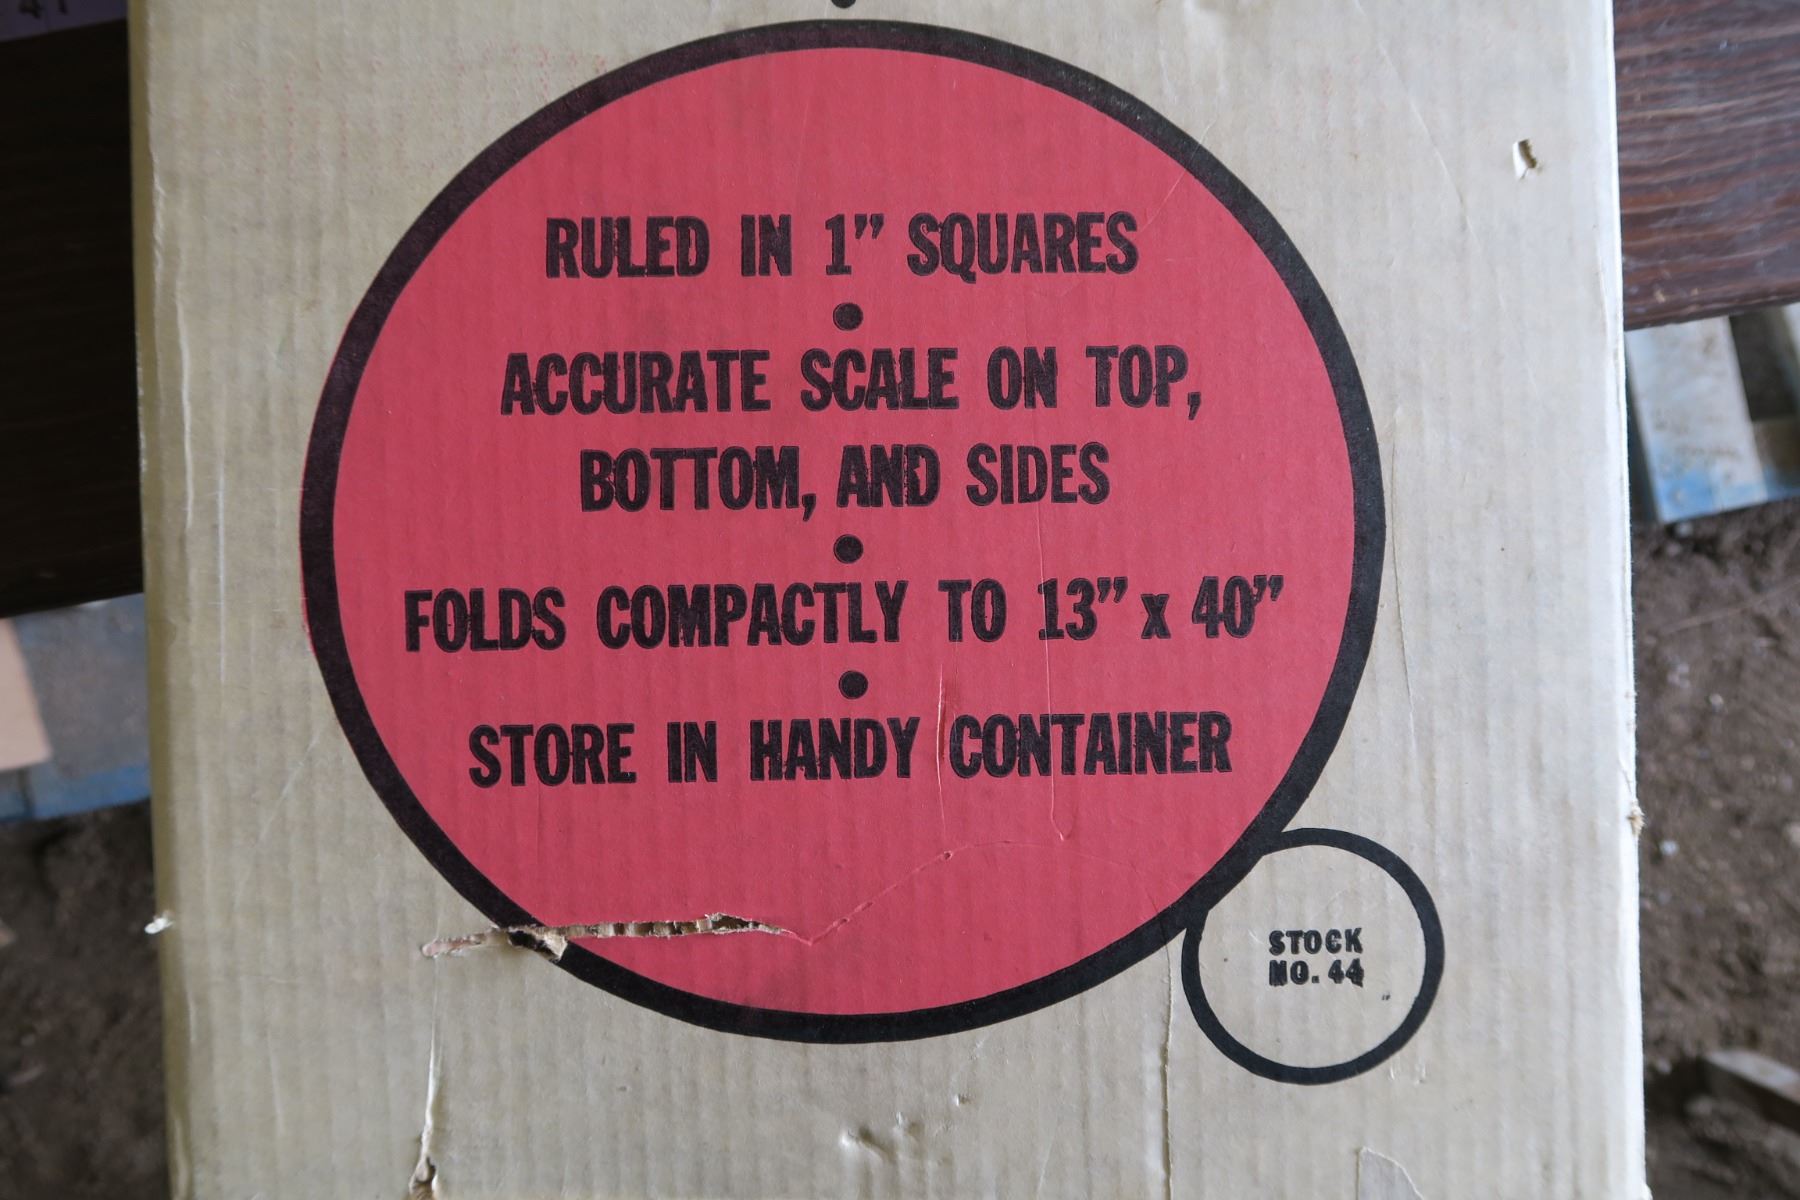 RULED IN 1" SQUARES
ACCURATE SCALE ON TOP,
BOTTOM, AND SIDES
FOLDS COMPACTLY TO 13" x 40"
STORE IN HANDY CONTAINER
STOCK
NO. 44